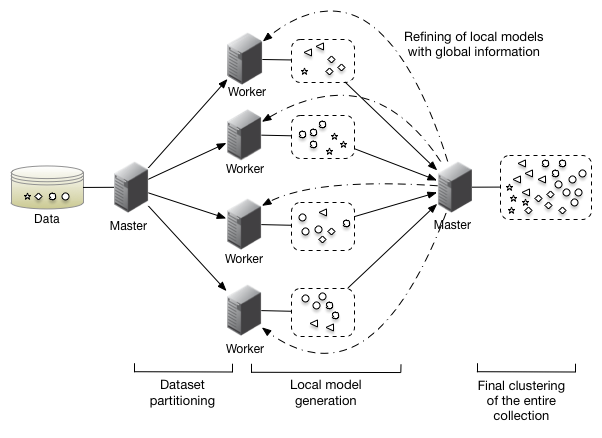 Refining of local models
with global information
Worker
Worker
Data
Master
Master
Worker
Worker
Dataset
partitioning
Local model
generation
Final clustering
of the entire
collection